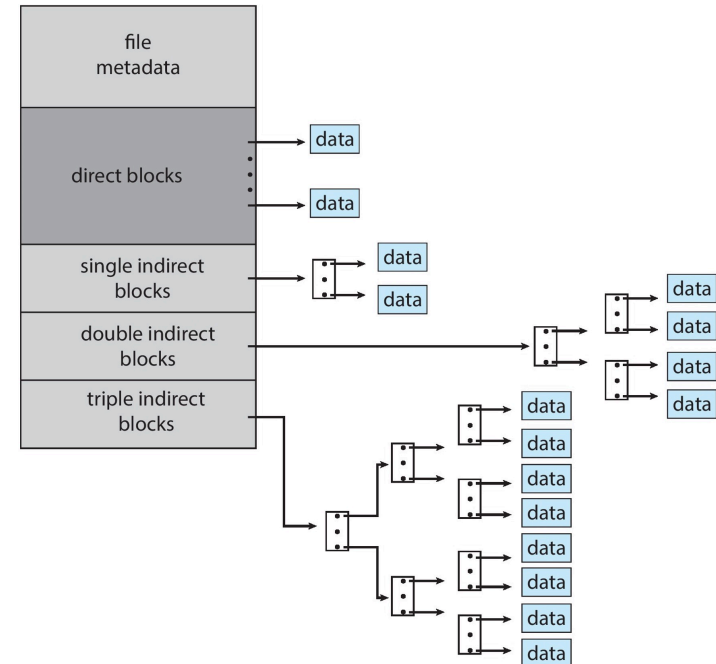 file
metadata
direct blocks
data
data
single indirect
blocks
data
data
double indirect
blocks
data
data
data
data
triple indirect
blocks
data
data
data
data
data
data
data
data